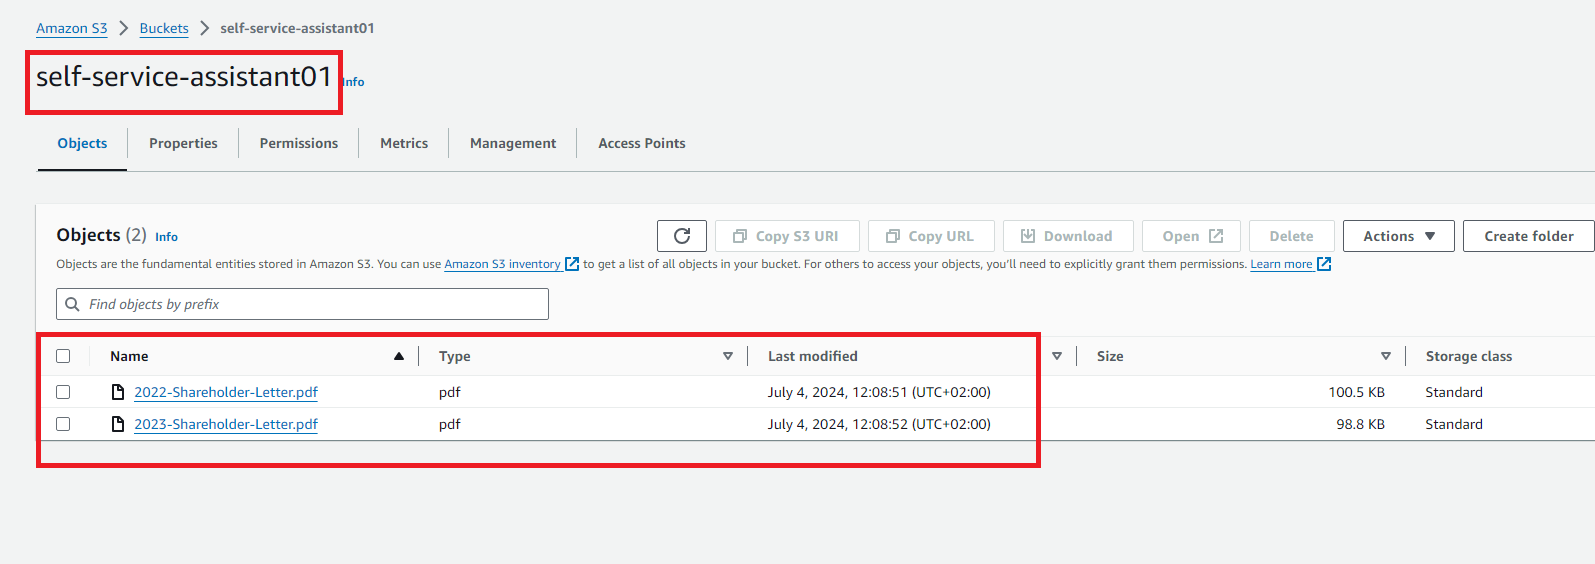 Amazon S3 > Buckets > self-service-assistant01
self-service-assistant01 Info
Objects Properties Permissions Metrics Management Access Points
Objects (2) Info
Copy S3 URI Copy URL Download Open Delete Actions Create folder
Objects are the fundamental entities stored in Amazon S3. You can use Amazon S3 inventory to get a list of all objects in your bucket. For others to access your objects, you'll need to explicitly grant them permissions. Learn more
Find objects by prefix
Name Type Last modified Size Storage class
2022-Shareholder-Letter.pdf pdf July 4, 2024, 12:08:51 (UTC+02:00) 100.5 KB Standard
2023-Shareholder-Letter.pdf pdf July 4, 2024, 12:08:52 (UTC+02:00) 98.8 KB Standard